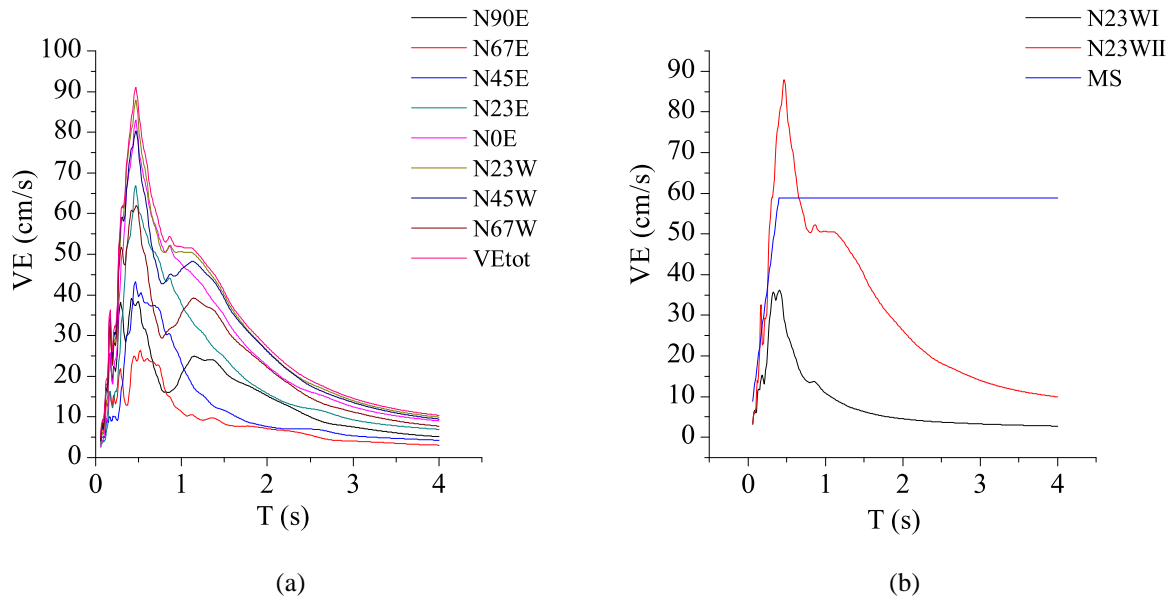 N90E
N67E
N45E
N23E
N0E
N23W
N45W
N67W
VEtot
100
90
80
70
60
50
40
30
20
10
0
VE (cm/s)
0 1 2 3 4
T (s)
(a)
N23WI
N23WII
MS
90
80
70
60
50
40
30
20
10
0
VE (cm/s)
0 1 2 3 4
T (s)
(b)